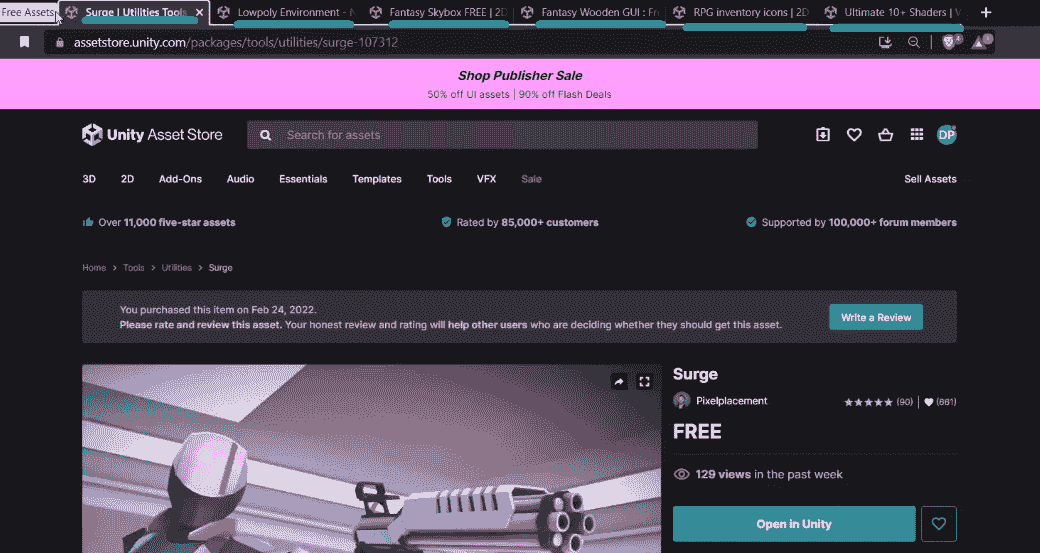 Free Assets
Surge | Utilities Tools
Lowpoly Environment - N
Fantasy Skybox FREE | 2D
Fantasy Wooden GUI : Fr
RPG inventory icons | 2D
Ultimate 10+ Shaders | V
assetstore.unity.com/packages/tools/utilities/surge-107312
4
1
Shop Publisher Sale
50% off UI assets | 90% off Flash Deals
Unity Asset Store
Search for assets
DP
3D 2D Add-Ons Audio Essentials Templates Tools VFX Sale Sell Assets
Over 11,000 five-star assets Rated by 85,000+ customers Supported by 100,000+ forum members
Home > Tools > Utilities > Surge
You purchased this item on Feb 24, 2022.
Please rate and review this asset. Your honest review and rating will help other users who are deciding whether they should get this asset.
Write a Review
Surge
Pixelplacement
(90) | (661)
FREE
129 views in the past week
Open in Unity